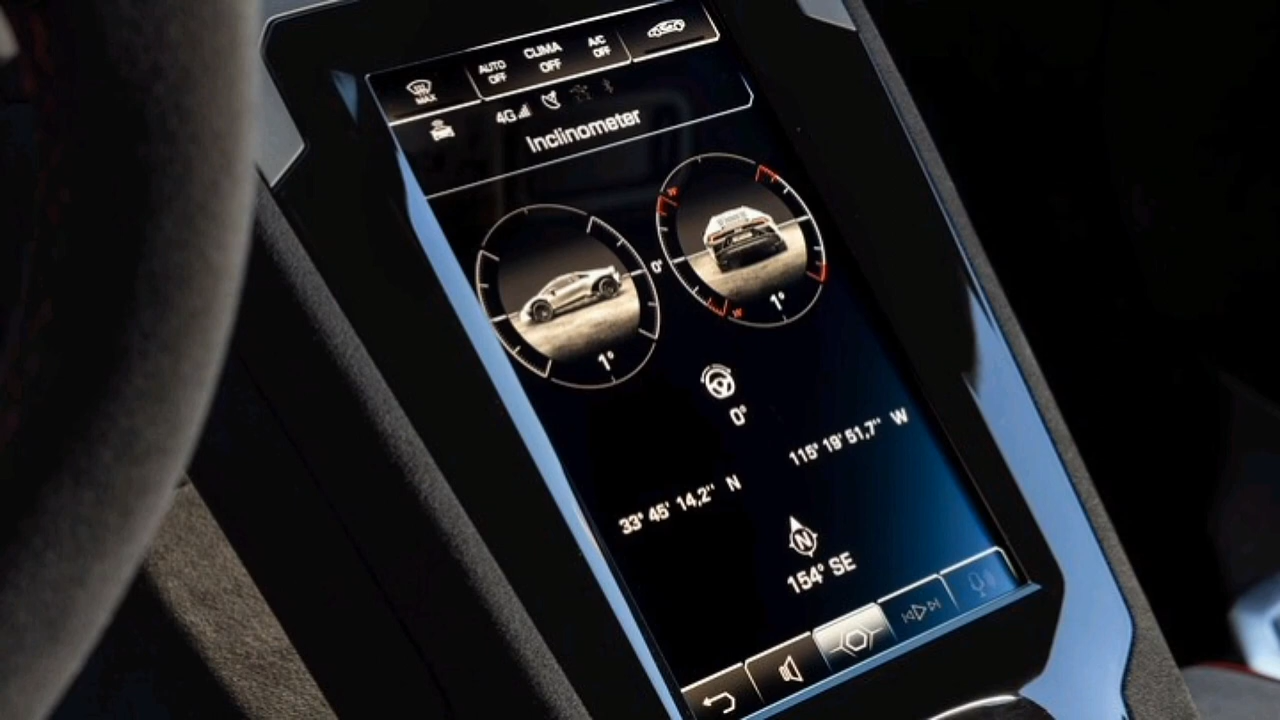 MAX
AUTO OFF
CLIMA OFF
A/C OFF
4G
Inclinometer
0°
1°
1°
0°
33° 45' 14,2'' N
115° 19' 51,7'' W
N
154° SE